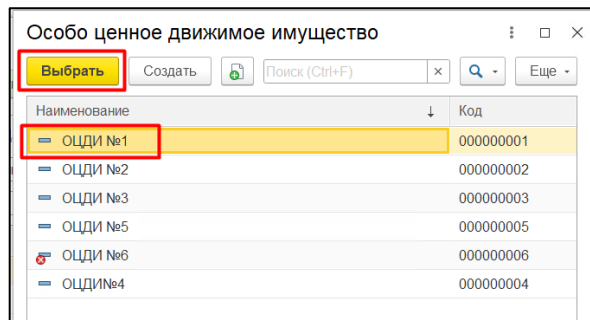 Особо ценное движимое имущество
Выбрать Создать Поиск (Ctrl+F) × Еще
Наименование ↓ Код
ОЦДИ №1 000000001
ОЦДИ №2 000000002
ОЦДИ №3 000000003
ОЦДИ №5 000000005
ОЦДИ №6 000000006
ОЦДИ№4 000000004